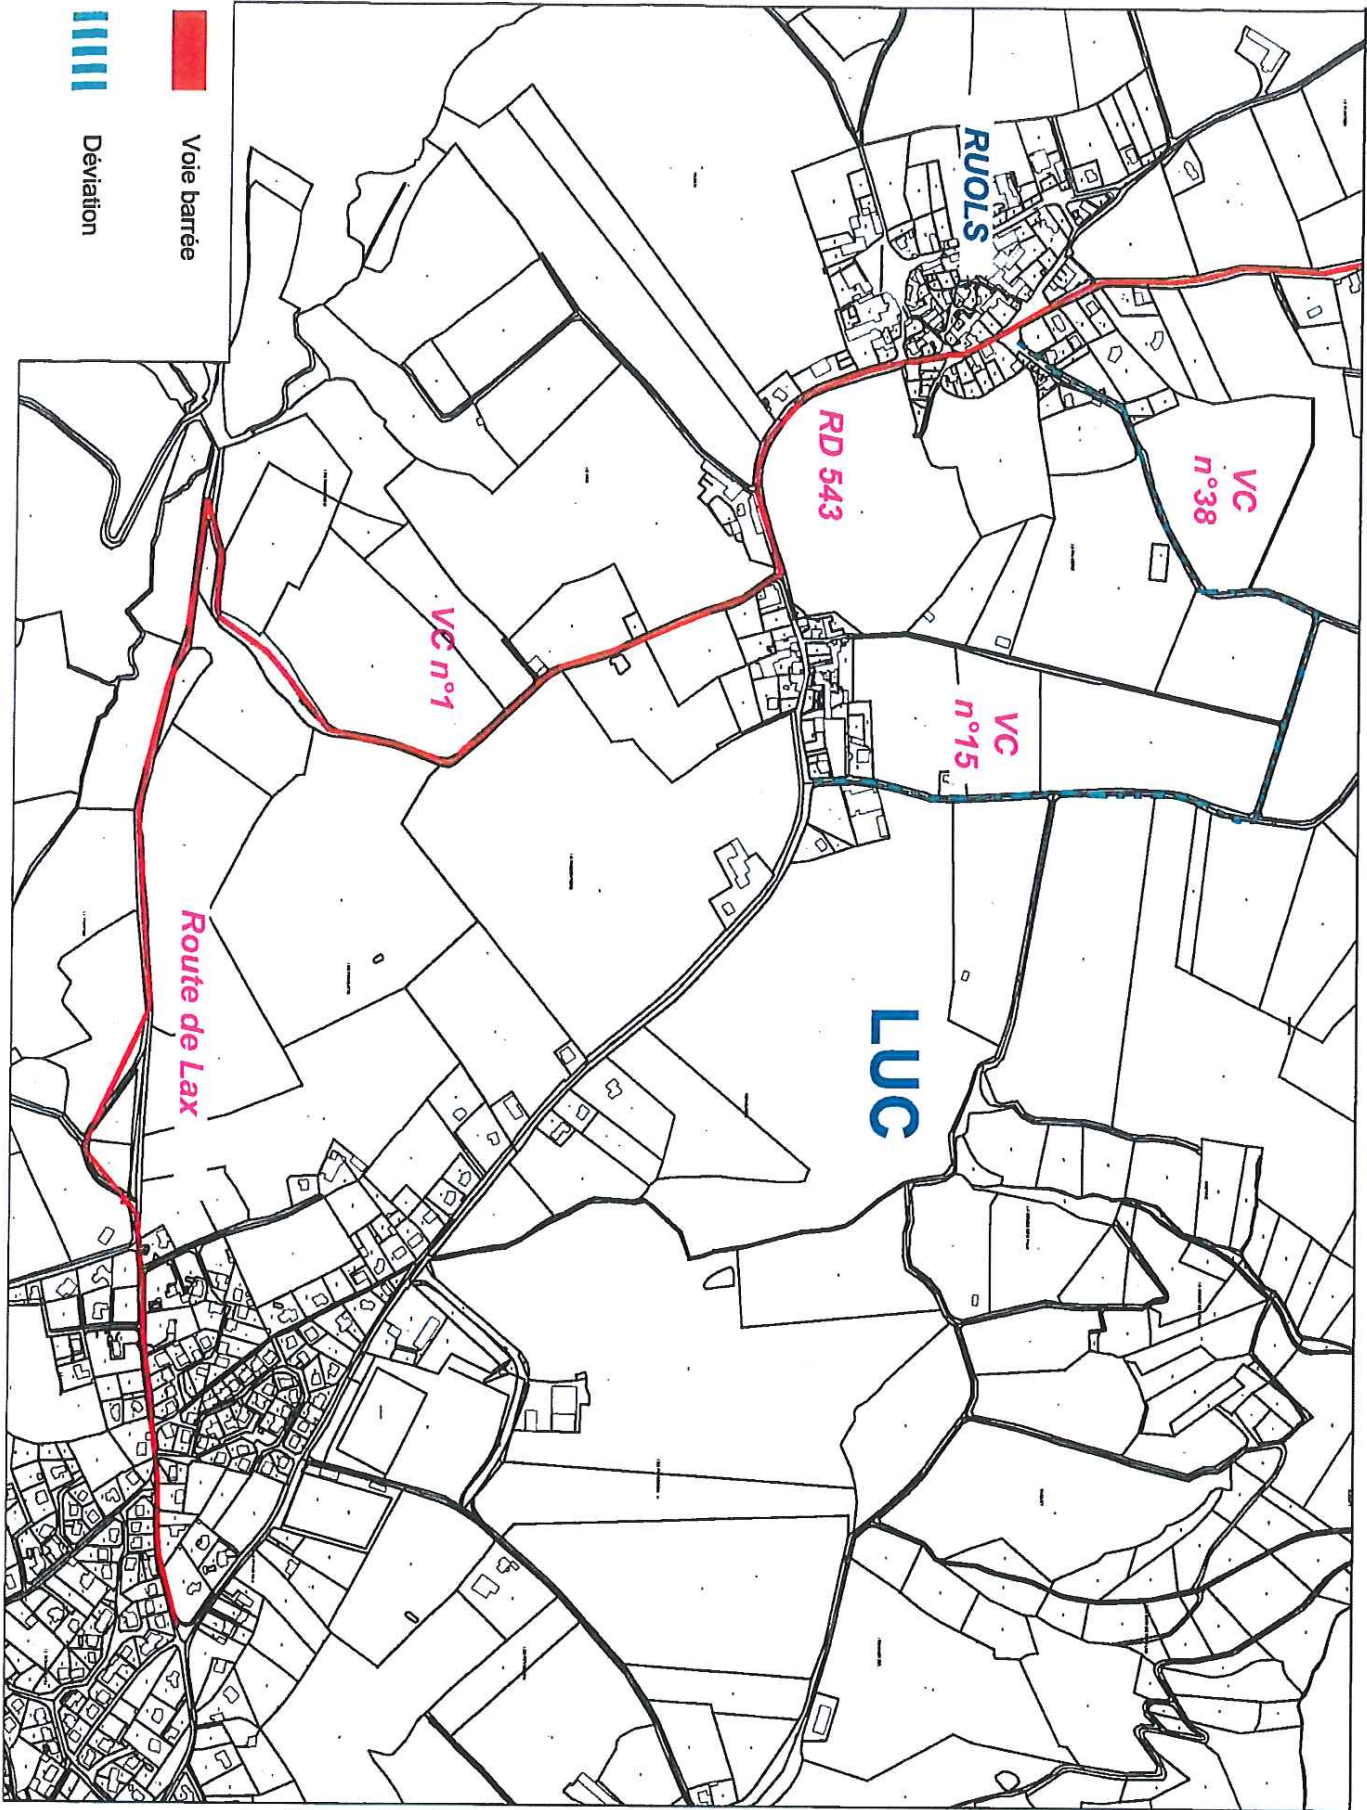 RUOLS
VC
n°38
RD 543
VC
n°15
VC n°1
LUC
Route de Lax
Voie barrée
Déviation